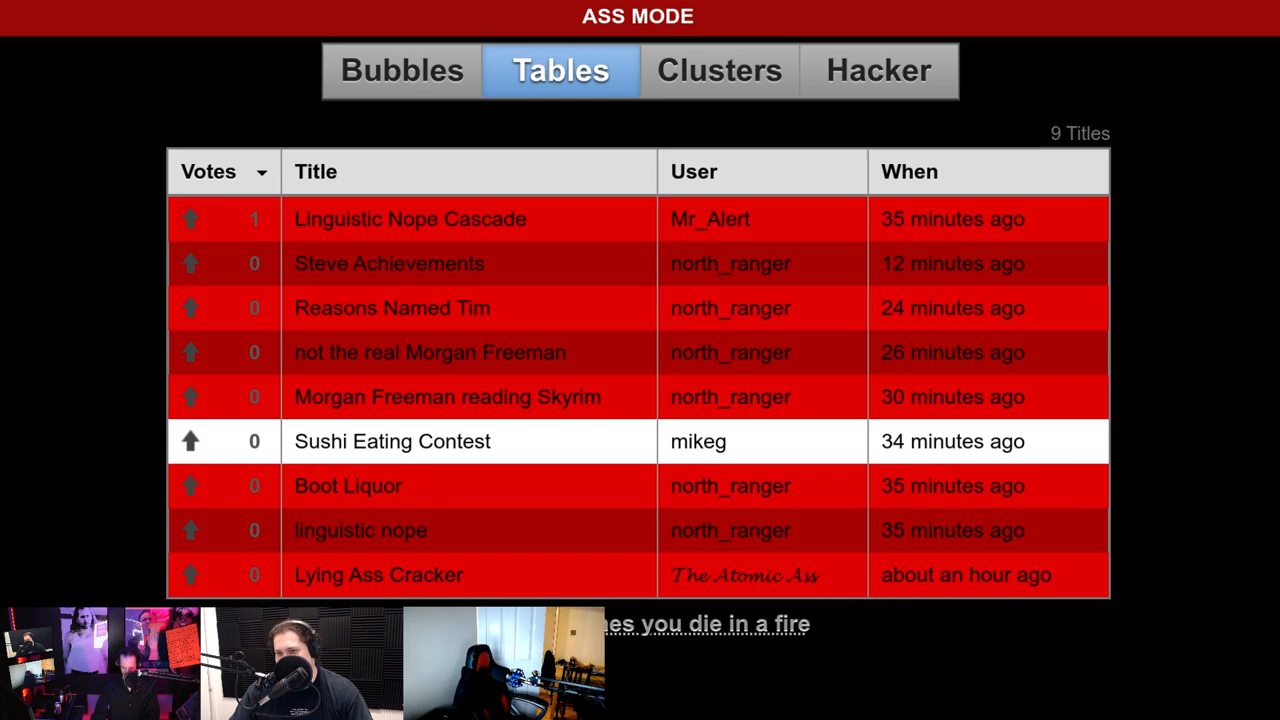 ASS MODE
Bubbles Tables Clusters Hacker
9 Titles
Votes Title User When
1 Linguistic Nope Cascade Mr_Alert 35 minutes ago
0 Steve Achievements north_ranger 12 minutes ago
0 Reasons Named Tim north_ranger 24 minutes ago
0 not the real Morgan Freeman north_ranger 26 minutes ago
0 Morgan Freeman reading Skyrim north_ranger 30 minutes ago
0 Sushi Eating Contest mikeg 34 minutes ago
0 Boot Liquor north_ranger 35 minutes ago
0 linguistic nope north_ranger 35 minutes ago
0 Lying Ass Cracker 𝓣𝓱𝓮 𝓐𝓽𝓸𝓶𝓲𝓬 𝓐𝓼𝓼 about an hour ago
you die in a fire